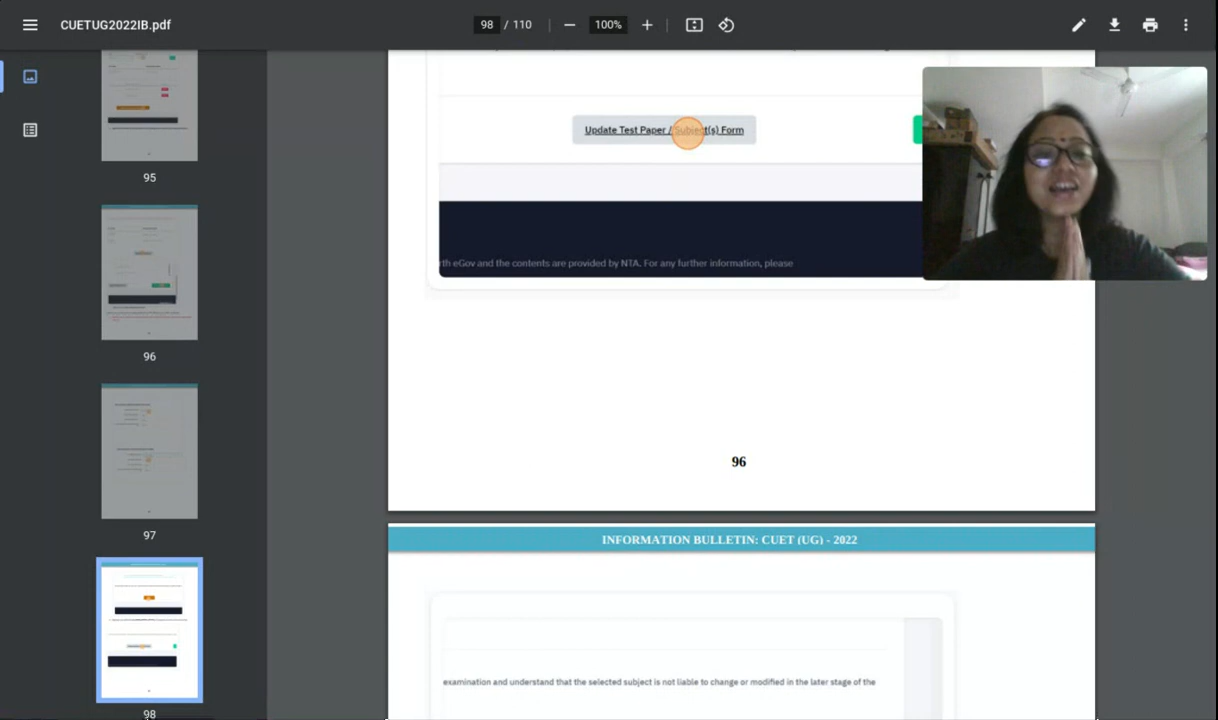 CUETUG2022IB.pdf
98 / 110
100%
95
96
97
98
Update Test Paper / Subject(s) Form
rth eGov and the contents are provided by NTA. For any further information, please
96
INFORMATION BULLETIN: CUET (UG) - 2022
examination and understand that the selected subject is not liable to change or modified in the later stage of the